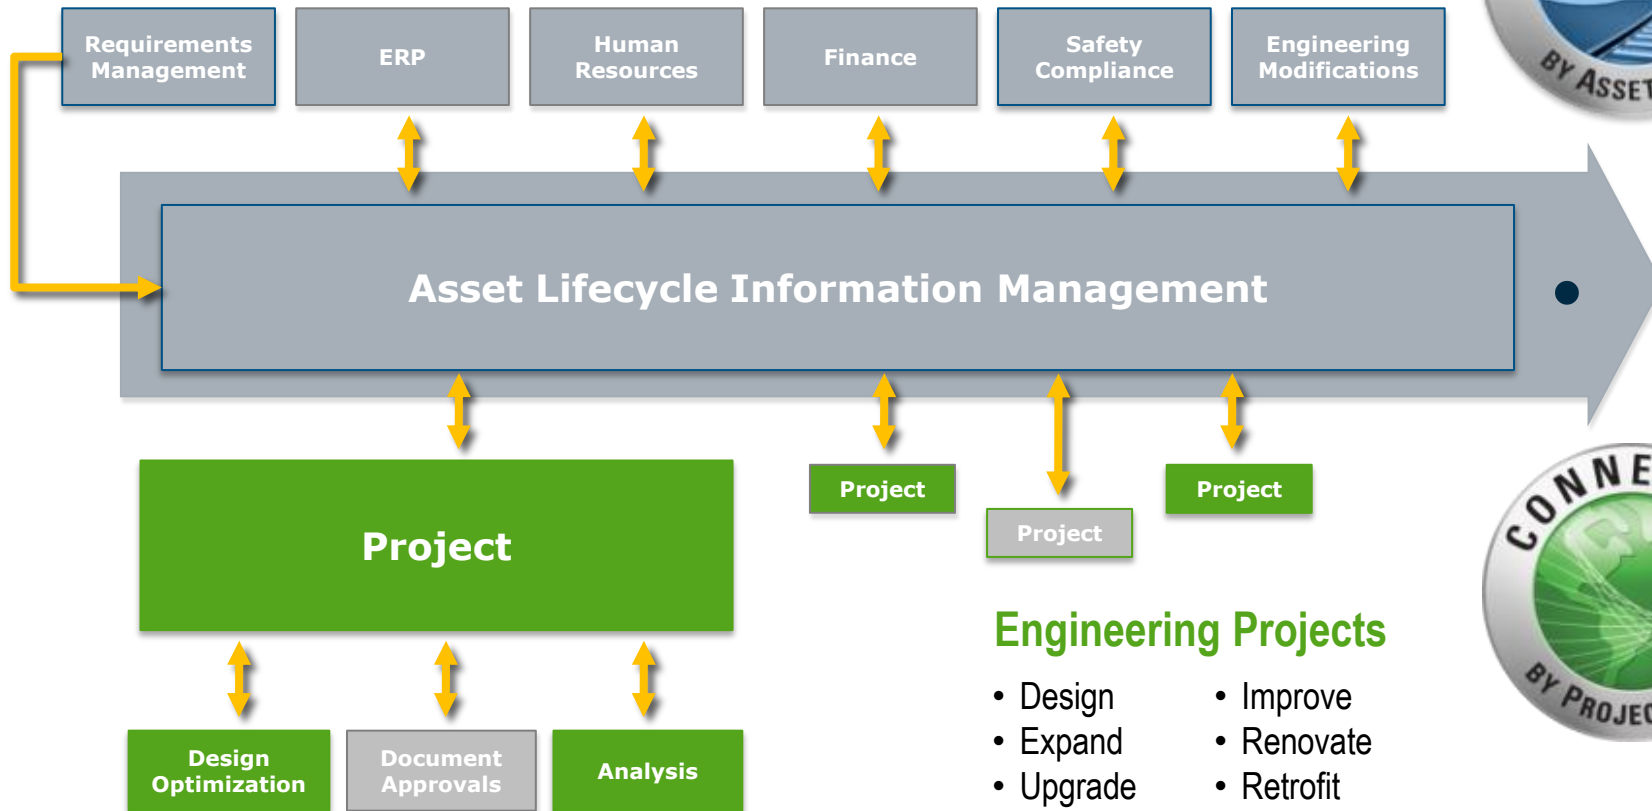 Requirements
Management
ERP
Human
Resources
Finance
Safety
Compliance
Engineering
Modifications
BY ASSET
Asset Lifecycle Information Management
Project
Project
Project
Project
CONNE
BY PROJEC
Engineering Projects
• Design
• Expand
• Upgrade
• Improve
• Renovate
• Retrofit
Design
Optimization
Document
Approvals
Analysis